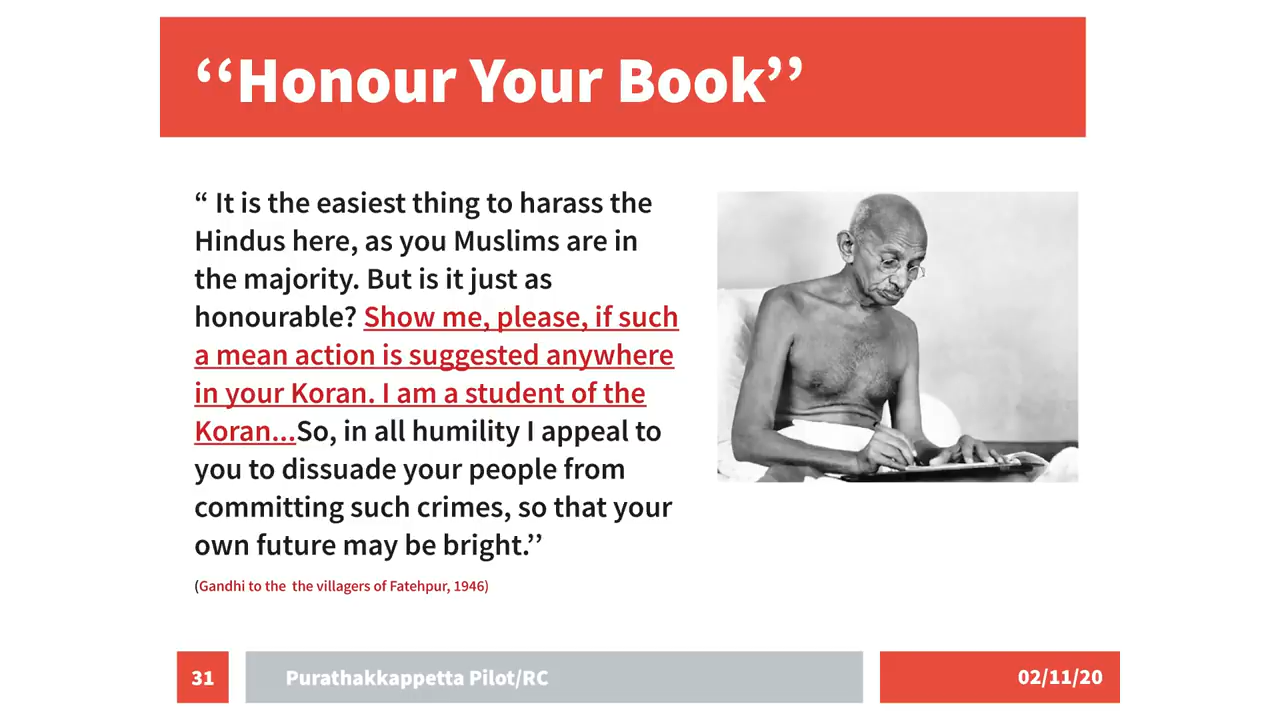 ‘‘Honour Your Book’’
“ It is the easiest thing to harass the
Hindus here, as you Muslims are in
the majority. But is it just as
honourable? Show me, please, if such
a mean action is suggested anywhere
in your Koran. I am a student of the
Koran...So, in all humility I appeal to
you to dissuade your people from
committing such crimes, so that your
own future may be bright.’’
(Gandhi to the the villagers of Fatehpur, 1946)
31
Purathakkappetta Pilot/RC
02/11/20